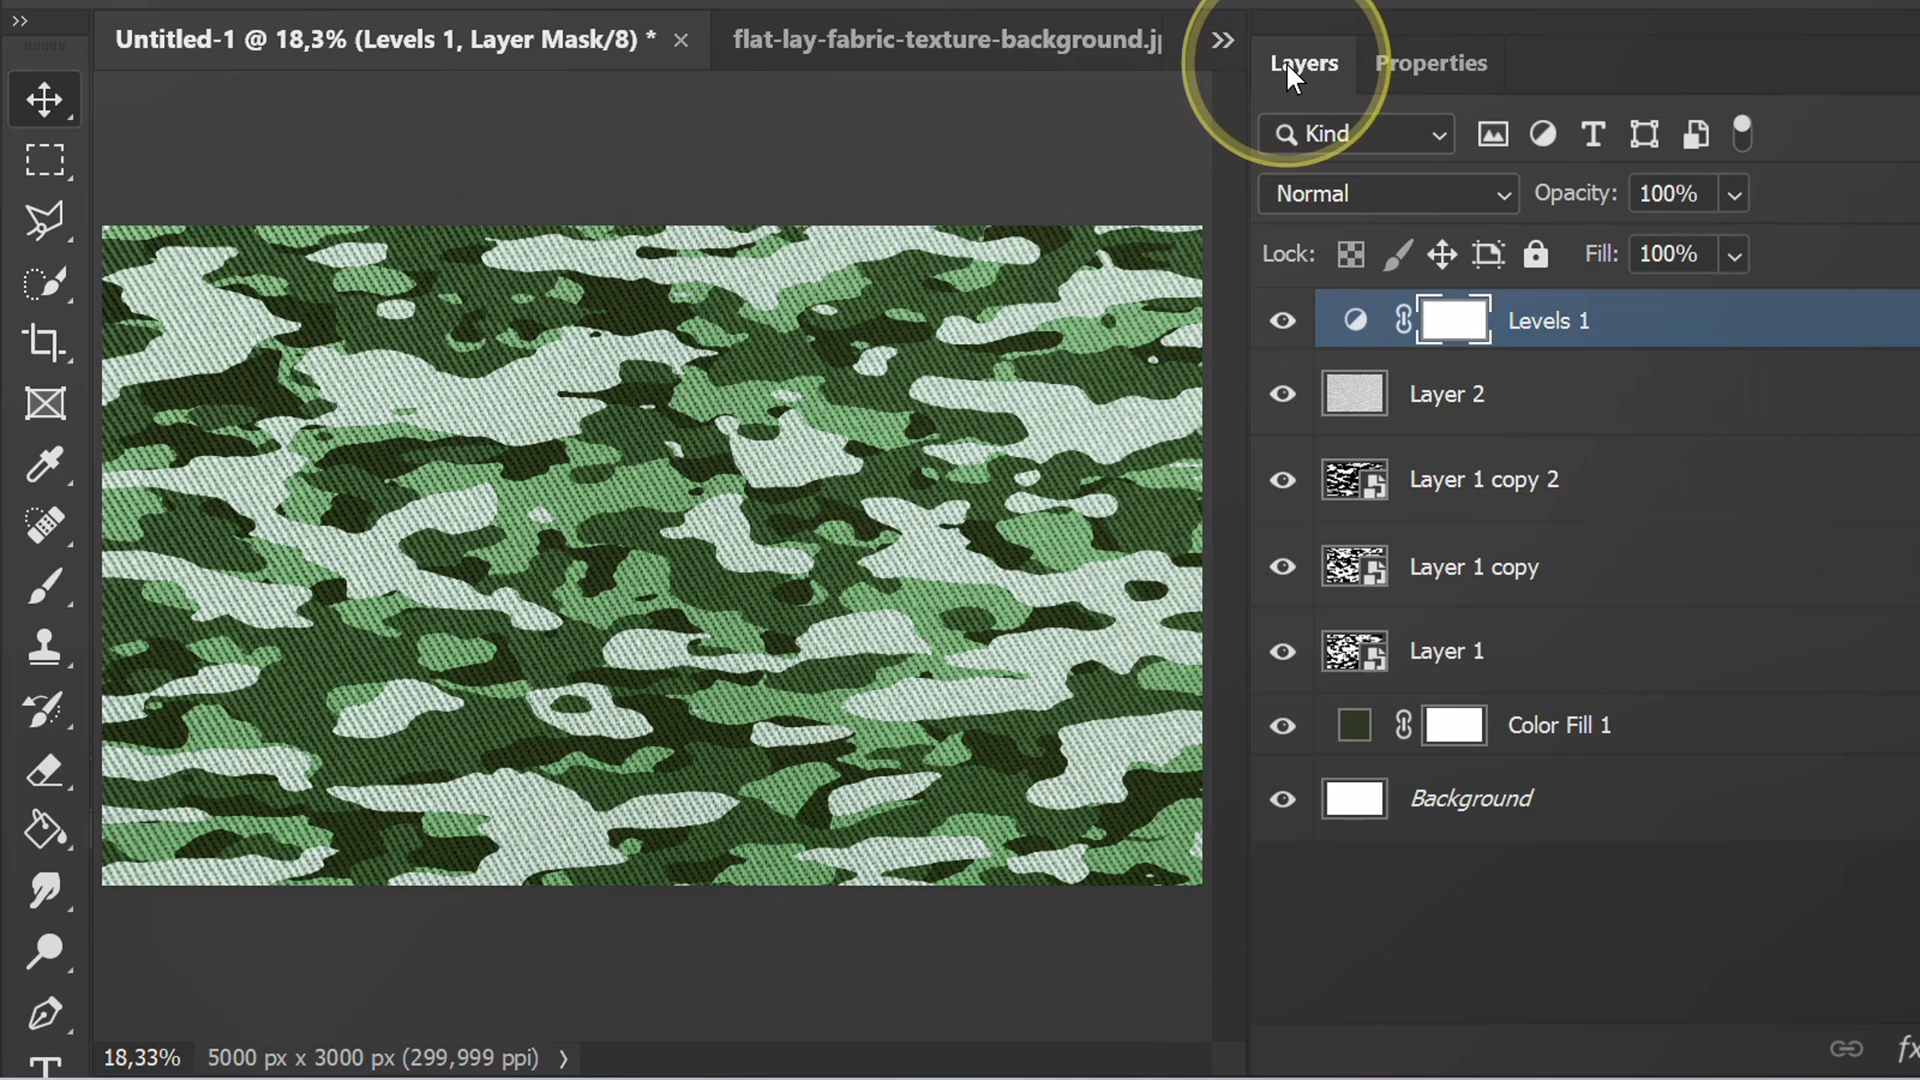 Untitled-1 @ 18,3% (Levels 1, Layer Mask/8) *
flat-lay-fabric-texture-background.j
Layers
Properties
Kind
Normal
Opacity:
100%
Lock:
Fill:
100%
Levels 1
Layer 2
Layer 1 copy 2
Layer 1 copy
Layer 1
Color Fill 1
Background
18,33%
5000 px x 3000 px (299,999 ppi)
fx